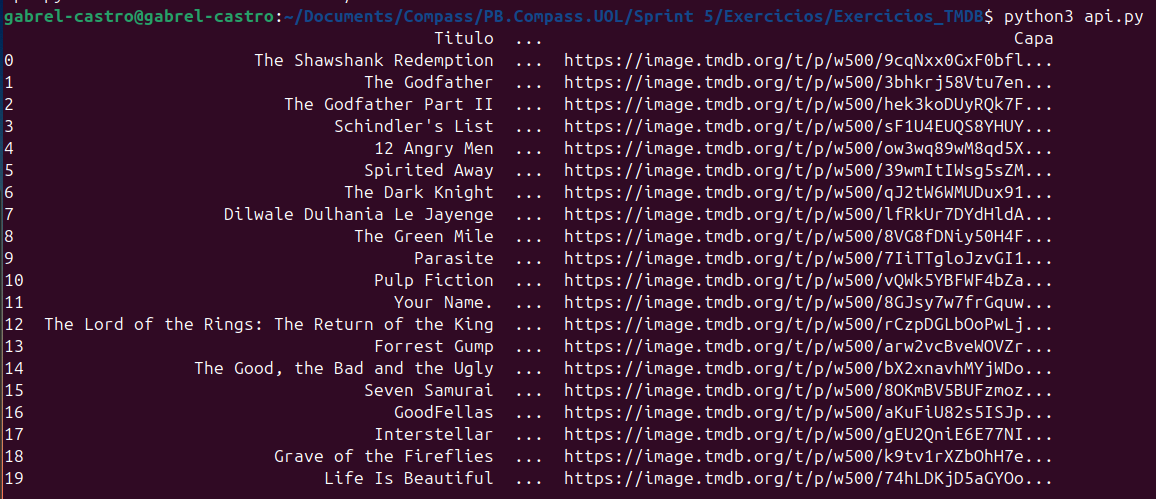 gabrel-castro@gabrel-castro:~/Documents/Compass/PB.Compass.UOL/Sprint 5/Exercicios/Exercicios_TMDB$ python3 api.py
Titulo ... Capa
0 The Shawshank Redemption ... https://image.tmdb.org/t/p/w500/9cqNxx0GxF0bfl...
1 The Godfather ... https://image.tmdb.org/t/p/w500/3bhkrj58Vtu7en...
2 The Godfather Part II ... https://image.tmdb.org/t/p/w500/hek3koDUyRQk7F...
3 Schindler's List ... https://image.tmdb.org/t/p/w500/sF1U4EUQS8YHUY...
4 12 Angry Men ... https://image.tmdb.org/t/p/w500/ow3wq89wM8qd5X...
5 Spirited Away ... https://image.tmdb.org/t/p/w500/39wmItIWsg5sZM...
6 The Dark Knight ... https://image.tmdb.org/t/p/w500/qJ2tW6WMUDux91...
7 Dilwale Dulhania Le Jayenge ... https://image.tmdb.org/t/p/w500/lfRkUr7DYdHldA...
8 The Green Mile ... https://image.tmdb.org/t/p/w500/8VG8fDNiy50H4F...
9 Parasite ... https://image.tmdb.org/t/p/w500/7IiTTgloJzvGI1...
10 Pulp Fiction ... https://image.tmdb.org/t/p/w500/vQWk5YBFWF4bZa...
11 Your Name. ... https://image.tmdb.org/t/p/w500/8GJsy7w7frGquw...
12 The Lord of the Rings: The Return of the King ... https://image.tmdb.org/t/p/w500/rCzpDGLbOoPwLj...
13 Forrest Gump ... https://image.tmdb.org/t/p/w500/arw2vcBveWOVZr...
14 The Good, the Bad and the Ugly ... https://image.tmdb.org/t/p/w500/bX2xnavhMYjWDo...
15 Seven Samurai ... https://image.tmdb.org/t/p/w500/8OKmBV5BUFzmoz...
16 GoodFellas ... https://image.tmdb.org/t/p/w500/aKuFiU82s5ISJp...
17 Interstellar ... https://image.tmdb.org/t/p/w500/gEU2QniE6E77NI...
18 Grave of the Fireflies ... https://image.tmdb.org/t/p/w500/k9tv1rXZbOhH7e...
19 Life Is Beautiful ... https://image.tmdb.org/t/p/w500/74hLDKjD5aGYOo...